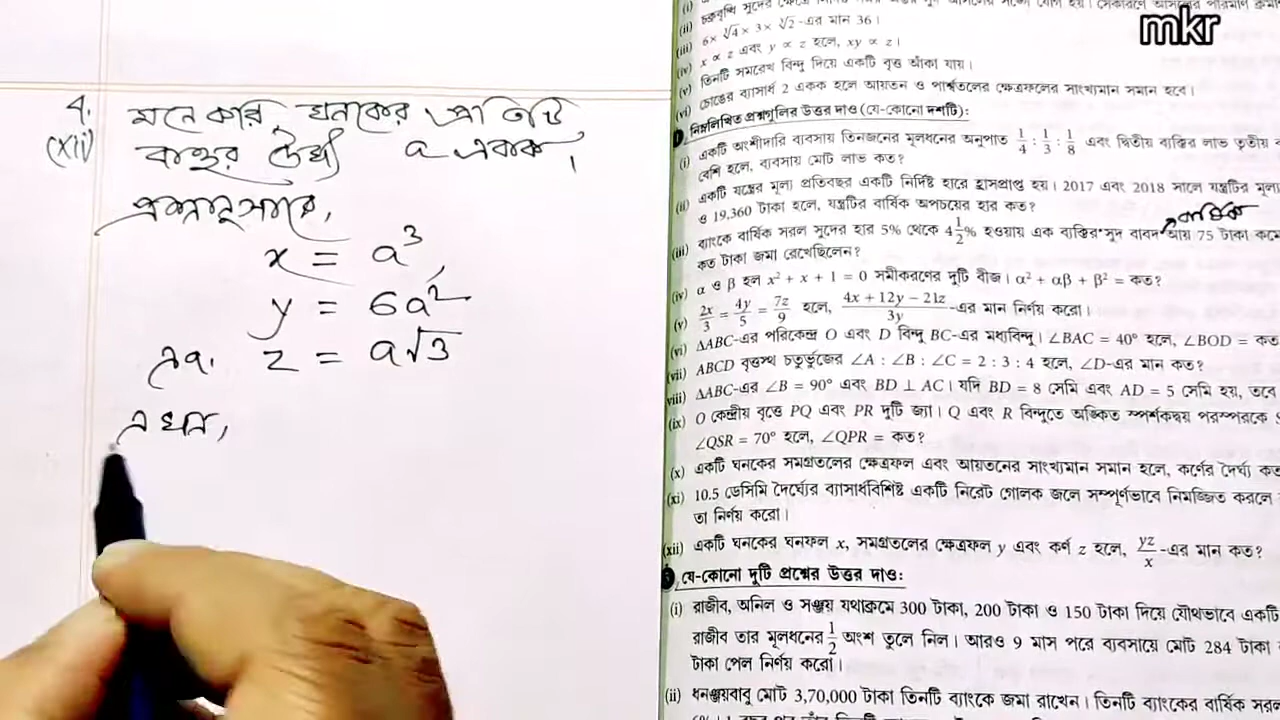 mkr
4. মনে করি, ঘনকের প্রতিটি
(xii) বাহুর দৈর্ঘ্য a একক।
প্রশ্নানুসারে,
x = a³,
y = 6a²
এবং z = a√3
এখন,
(ii) চক্রবৃদ্ধি সুদের
(ii) 6 × ∛4 × 3 × ∛2-এর মান 36।
(iii) x ∝ z এবং y ∝ z হলে, xy ∝ z।
(iv) তিনটি সমরেখ বিন্দু দিয়ে একটি বৃত্ত আঁকা যায়।
(v) চোঙের ব্যাসার্ধ 2 একক হলে আয়তন ও পার্শ্বতলের ক্ষেত্রফলের সাংখ্যমান সমান হবে।
(vi)
নিম্নলিখিত প্রশ্নগুলির উত্তর দাও (যে-কোনো দশটি):
(i) একটি অংশীদারি ব্যবসায় তিনজনের মূলধনের অনুপাত 1/4 : 1/3 : 1/8 এবং দ্বিতীয় ব্যক্তির লাভ তৃতীয় ব্য
বেশি হলে, ব্যবসায় মোট লাভ কত?
(ii) একটি যন্ত্রের মূল্য প্রতিবছর একটি নির্দিষ্ট হারে হ্রাসপ্রাপ্ত হয়। 2017 এবং 2018 সালে যন্ত্রটির মূল্য
ও 19,360 টাকা হলে, যন্ত্রটির বার্ষিক অপচয়ের হার কত?
বার্ষিক
(iii) ব্যাংকে বার্ষিক সরল সুদের হার 5% থেকে 4 1/2% হওয়ায় এক ব্যক্তির সুদ বাবদ আয় 75 টাকা কমে
কত টাকা জমা রেখেছিলেন?
(iv) α ও β হল x² + x + 1 = 0 সমীকরণের দুটি বীজ। α² + αβ + β² = কত?
(v) 2x/3 = 4y/5 = 7z/9 হলে, (4x + 12y − 21z)/3y -এর মান নির্ণয় করো।
(vi) ΔABC-এর পরিকেন্দ্র O এবং D বিন্দু BC-এর মধ্যবিন্দু। ∠BAC = 40° হলে, ∠BOD = কত
(vii) ABCD বৃত্তস্থ চতুর্ভুজের ∠A : ∠B : ∠C = 2 : 3 : 4 হলে, ∠D-এর মান কত?
viii) ΔABC-এর ∠B = 90° এবং BD ⊥ AC। যদি BD = 8 সেমি এবং AD = 5 সেমি হয়, তবে
(ix) O কেন্দ্রীয় বৃত্তে PQ এবং PR দুটি জ্যা। Q এবং R বিন্দুতে অঙ্কিত স্পর্শকদ্বয় পরস্পরকে S
∠QSR = 70° হলে, ∠QPR = কত?
(x) একটি ঘনকের সমগ্রতলের ক্ষেত্রফল এবং আয়তনের সাংখ্যমান সমান হলে, কর্ণের দৈর্ঘ্য কত
(xi) 10.5 ডেসিমি দৈর্ঘ্যের ব্যাসার্ধবিশিষ্ট একটি নিরেট গোলক জলে সম্পূর্ণভাবে নিমজ্জিত করলে
তা নির্ণয় করো।
(xii) একটি ঘনকের ঘনফল x, সমগ্রতলের ক্ষেত্রফল y এবং কর্ণ z হলে, yz/x-এর মান কত?
যে-কোনো দুটি প্রশ্নের উত্তর দাও:
(i) রাজীব, অনিল ও সঞ্জয় যথাক্রমে 300 টাকা, 200 টাকা ও 150 টাকা দিয়ে যৌথভাবে একটি
রাজীব তার মূলধনের 1/2 অংশ তুলে নিল। আরও 9 মাস পরে ব্যবসায়ে মোট 284 টাকা
টাকা পেল নির্ণয় করো।
(ii) ধনঞ্জয়বাবু মোট 3,70,000 টাকা তিনটি ব্যাংকে জমা রাখেন। তিনটি ব্যাংকের বার্ষিক সরল